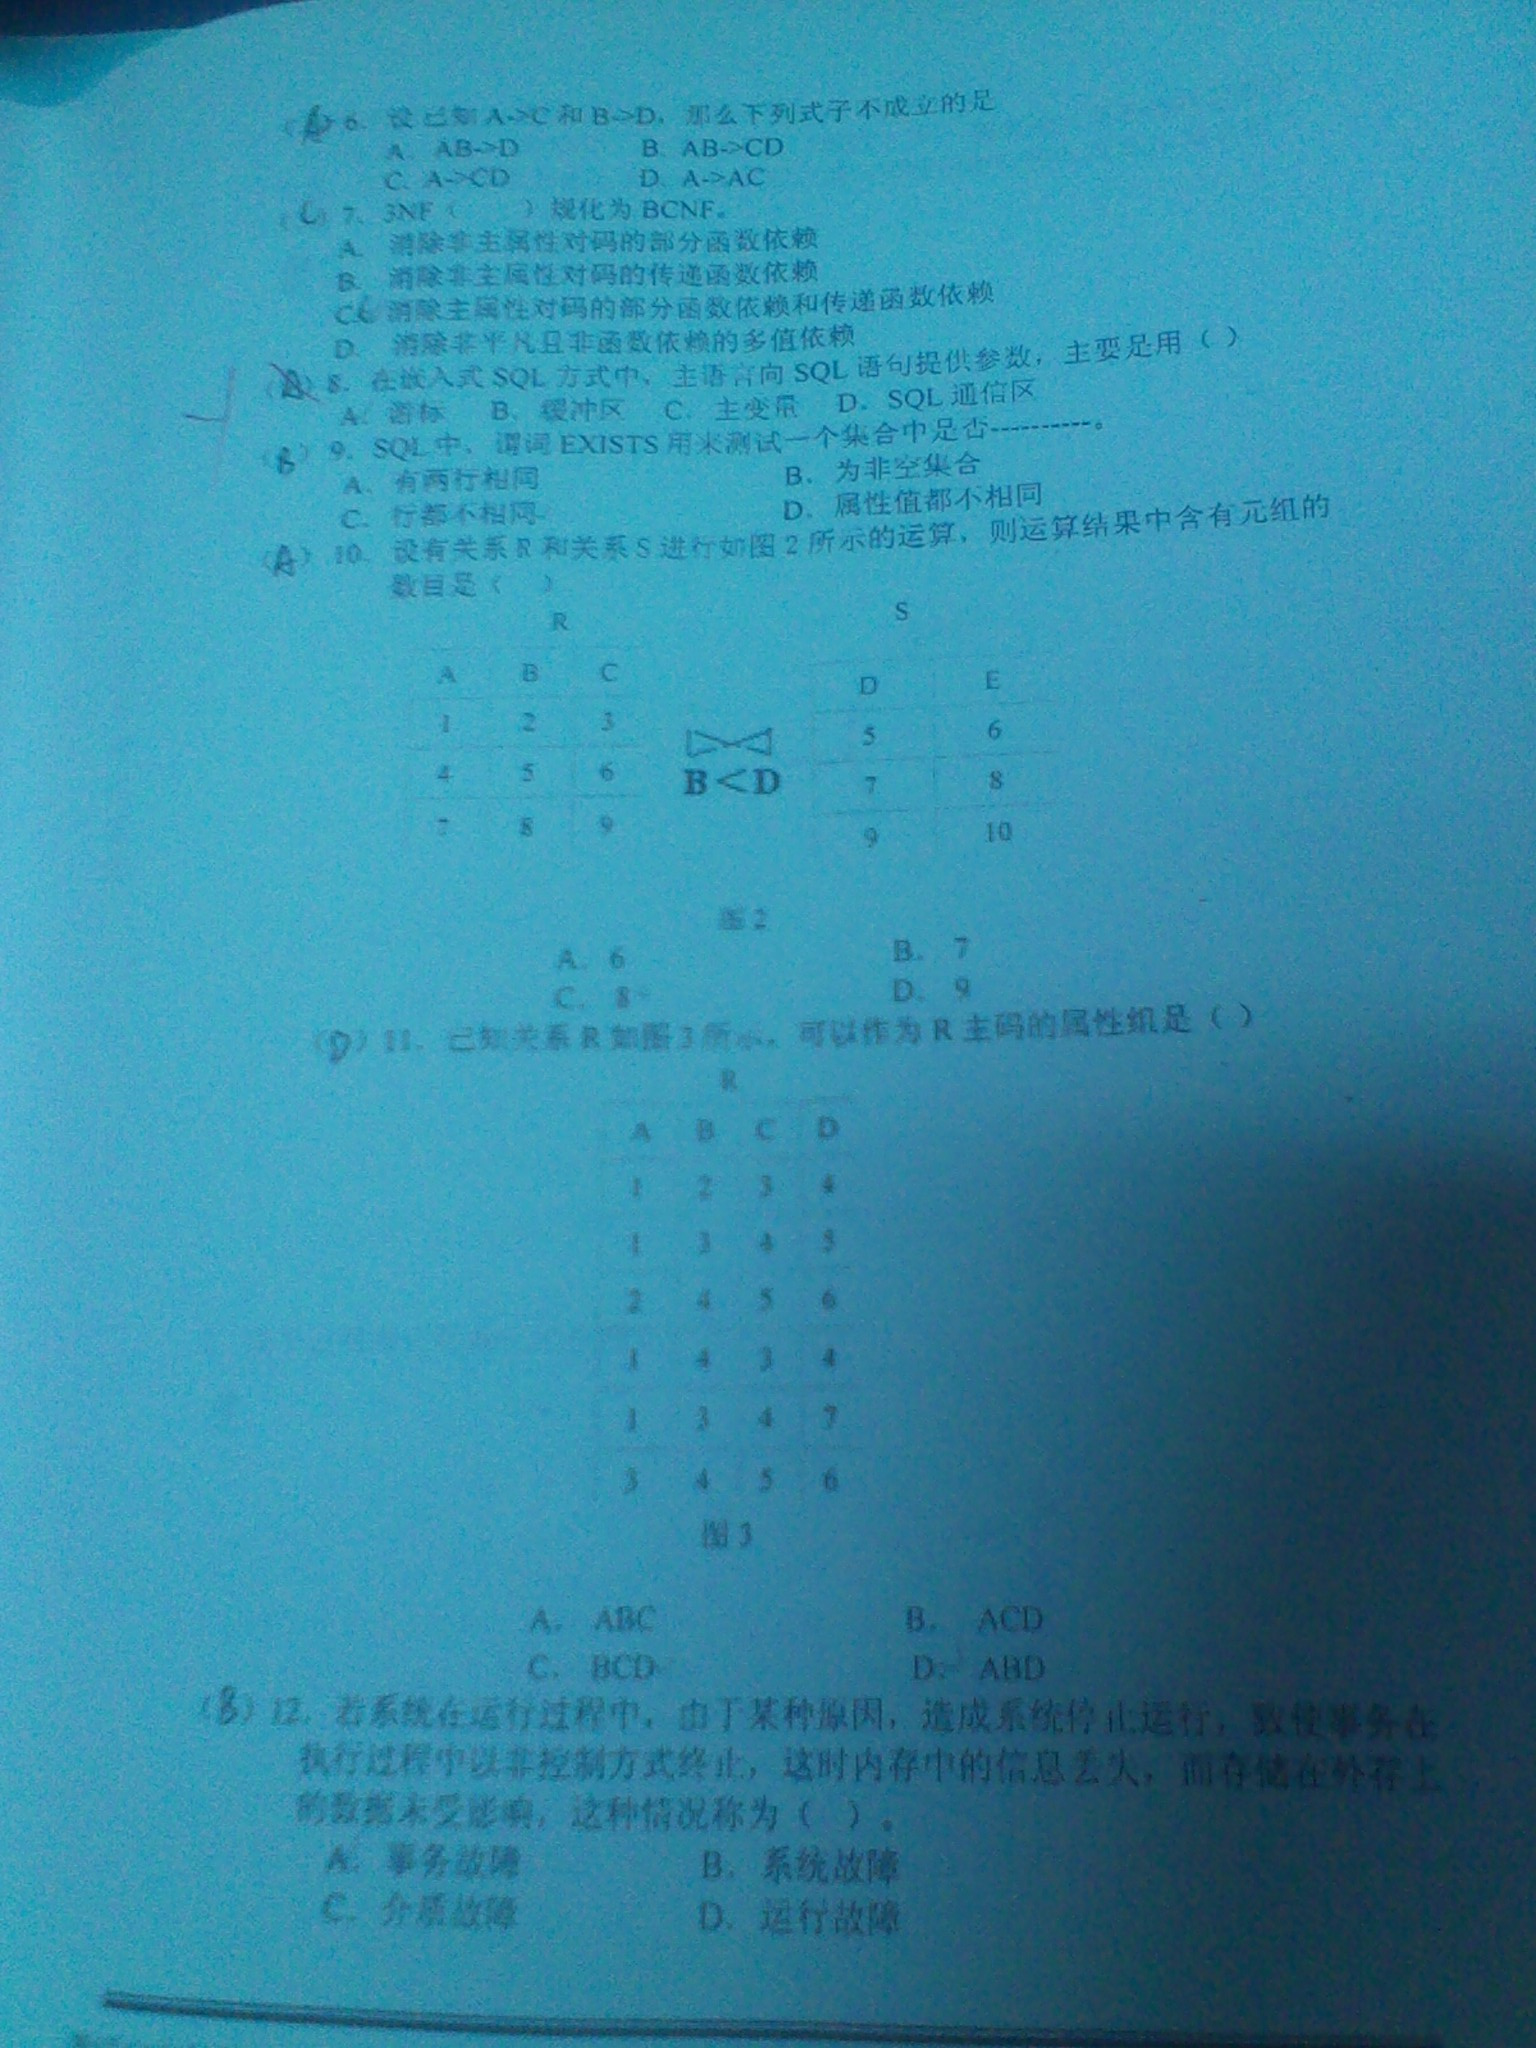 6. 设已知 A->C 和 B->D，那么下列式子不成立的是
A. AB->D B. AB->CD
C. A->CD D. A->AC
(C) 7. 3NF（ ）规化为 BCNF。
A. 消除非主属性对码的部分函数依赖
B. 消除非主属性对码的传递函数依赖
C. 消除主属性对码的部分函数依赖和传递函数依赖
D. 消除非平凡且非函数依赖的多值依赖
8. 在嵌入式 SQL 方式中，主语言向 SQL 语句提供参数，主要是用（ ）
A. 游标 B. 缓冲区 C. 主变量 D. SQL 通信区
(B) 9. SQL 中，谓词 EXISTS 用来测试一个集合中是否----------。
A. 有两行相同 B. 为非空集合
C. 行都不相同 D. 属性值都不相同
(A) 10. 设有关系 R 和关系 S 进行如图 2 所示的运算，则运算结果中含有元组的
数目是（ ）
R S
A B C D E
1 2 3 5 6
4 5 6 7 8
7 8 9 9 10
B<D
图 2
A. 6 B. 7
C. 8 D. 9
(D) 11. 已知关系 R 如图 3 所示，可以作为 R 主码的属性组是（ ）
R
A B C D
1 2 3 4
1 3 4 5
2 4 5 6
1 4 3 4
1 3 4 7
3 4 5 6
图 3
A. ABC B. ACD
C. BCD D. ABD
(B) 12. 若系统在运行过程中，由于某种原因，造成系统停止运行，致使事务在
执行过程中以非控制方式终止，这时内存中的信息丢失，而存储在外存上
的数据未受影响，这种情况称为（ ）。
A. 事务故障 B. 系统故障
C. 介质故障 D. 运行故障